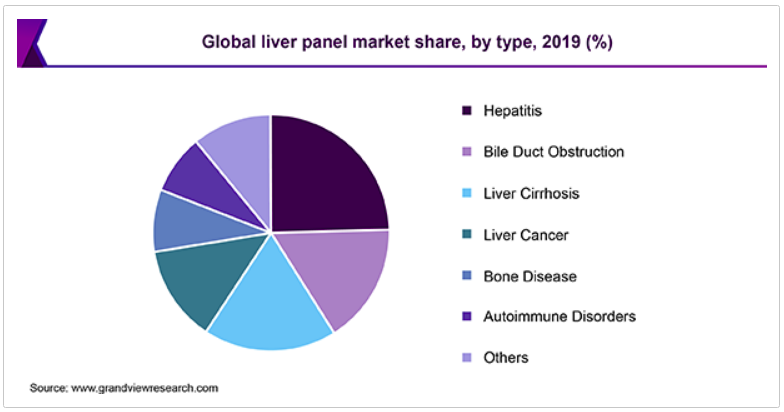 Global liver panel market share, by type, 2019 (%)
Hepatitis
Bile Duct Obstruction
Liver Cirrhosis
Liver Cancer
Bone Disease
Autoimmune Disorders
Others
Source: www.grandviewresearch.com